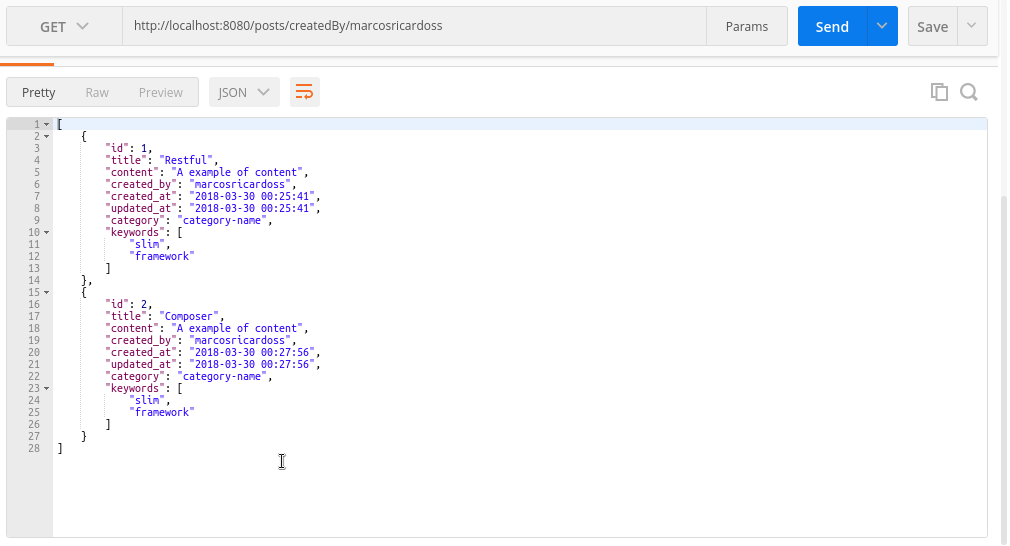 GET http://localhost:8080/posts/createdBy/marcosricardoss Params Send Save
Pretty Raw Preview JSON
1 [
2 {
3 "id": 1,
4 "title": "Restful",
5 "content": "A example of content",
6 "created_by": "marcosricardoss",
7 "created_at": "2018-03-30 00:25:41",
8 "updated_at": "2018-03-30 00:25:41",
9 "category": "category-name",
10 "keywords": [
11 "slim",
12 "framework"
13 ]
14 },
15 {
16 "id": 2,
17 "title": "Composer",
18 "content": "A example of content",
19 "created_by": "marcosricardoss",
20 "created_at": "2018-03-30 00:27:56",
21 "updated_at": "2018-03-30 00:27:56",
22 "category": "category-name",
23 "keywords": [
24 "slim",
25 "framework"
26 ]
27 }
28 ]